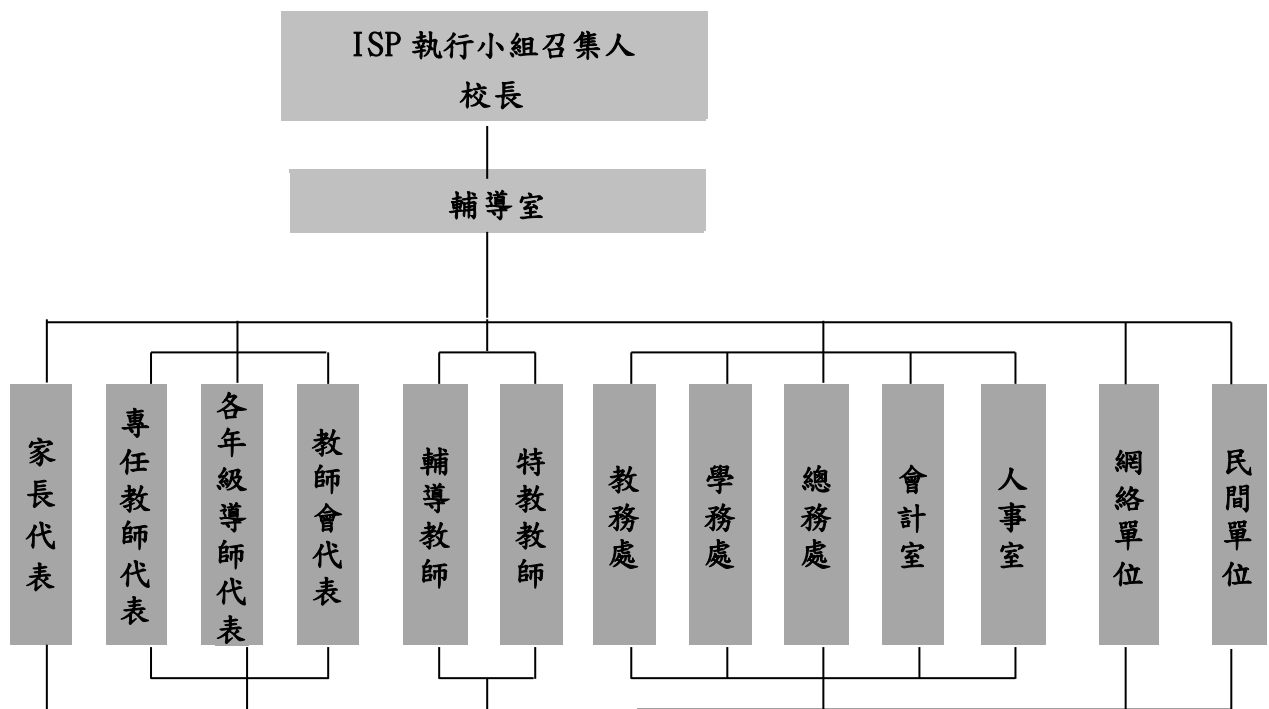 ISP 執行小組召集人
校長
輔導室
家長代表
專任教師代表
各年級導師代表
教師會代表
輔導教師
特教教師
教務處
學務處
總務處
會計室
人事室
網絡單位
民間單位